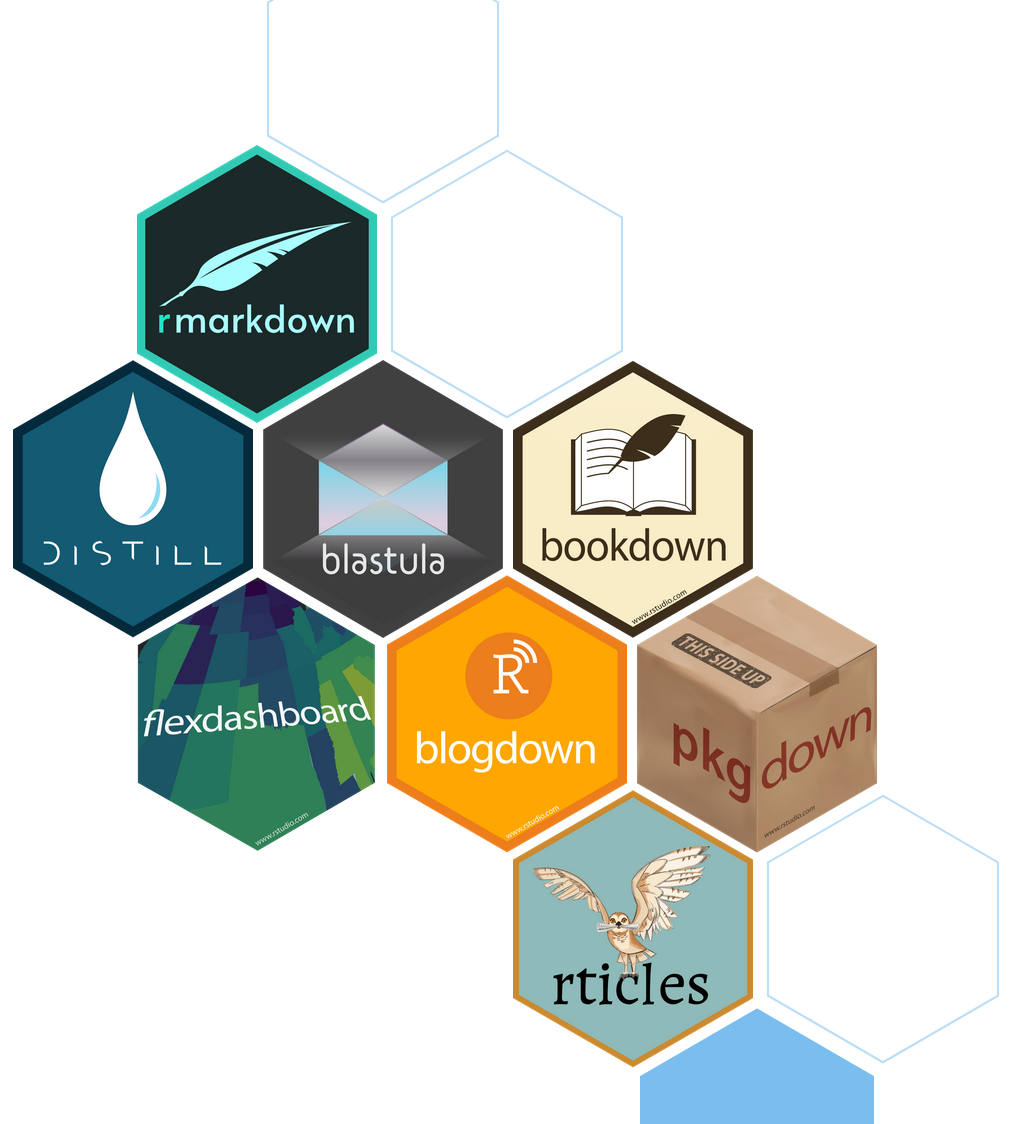 rmarkdown
DISTILL
blastula
bookdown
www.rstudio.com
flexdashboard
www.rstudio.com
R
blogdown
www.rstudio.com
THIS SIDE UP
pkgdown
www.rstudio.com
rticles